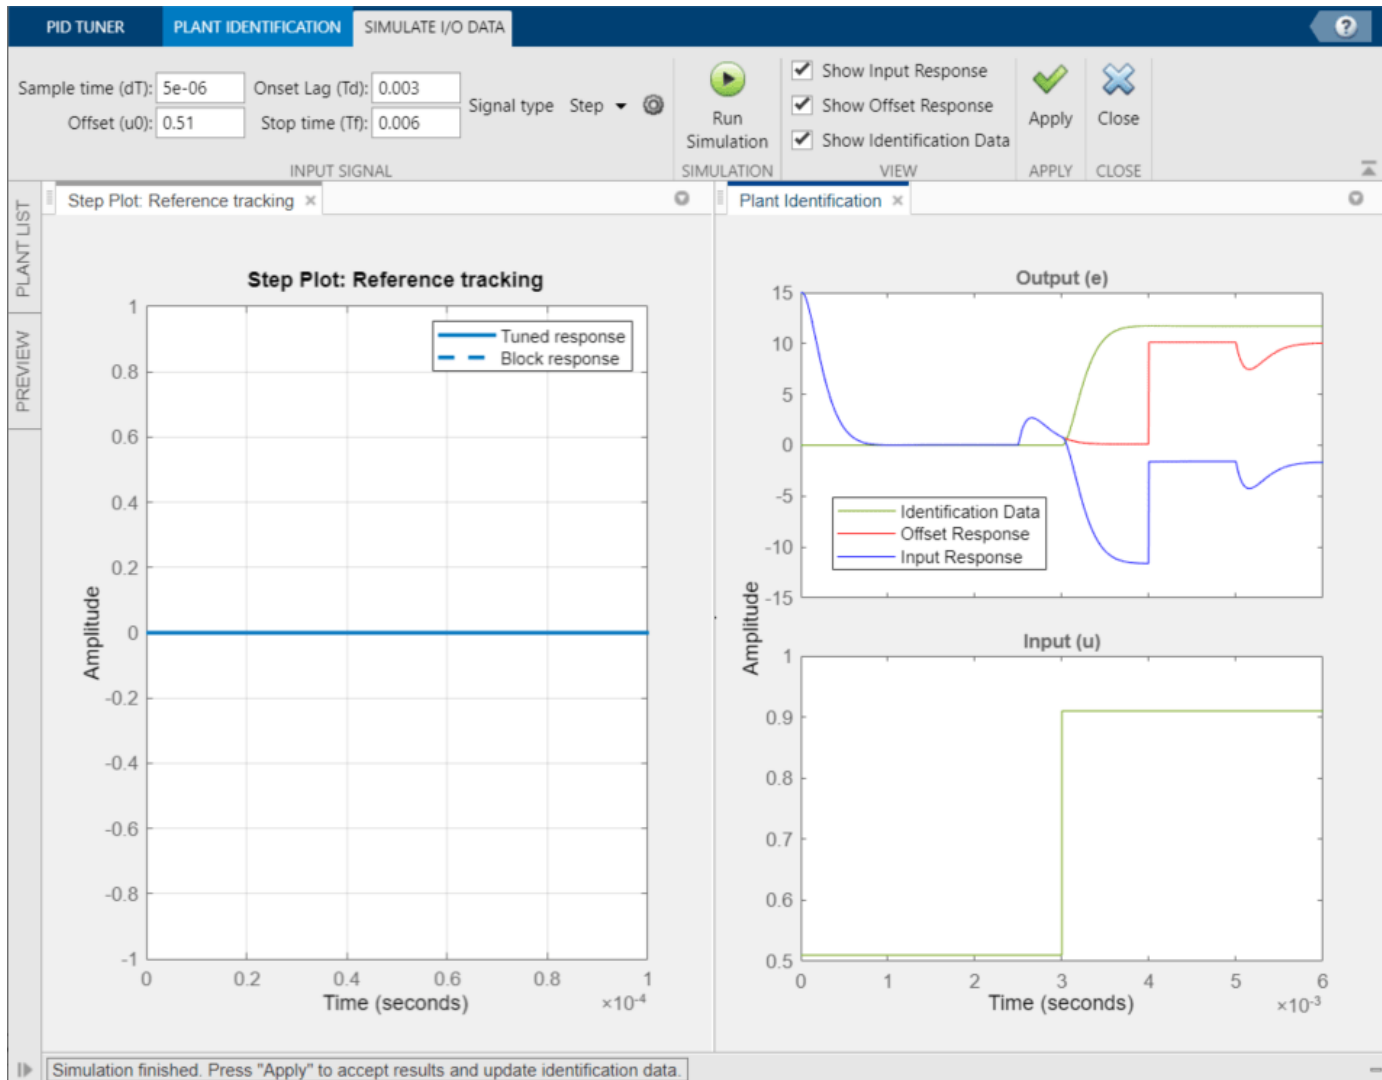 PID TUNER
PLANT IDENTIFICATION
SIMULATE I/O DATA
?
Sample time (dT): 5e-06
Onset Lag (Td): 0.003
Offset (u0): 0.51
Stop time (Tf): 0.006
Signal type Step
INPUT SIGNAL
Run
Simulation
SIMULATION
Show Input Response
Show Offset Response
Show Identification Data
VIEW
Apply
APPLY
Close
CLOSE
PLANT LIST
PREVIEW
Step Plot: Reference tracking ×
Step Plot: Reference tracking
Tuned response
Block response
Amplitude
1
0.8
0.6
0.4
0.2
0
-0.2
-0.4
-0.6
-0.8
-1
0 0.2 0.4 0.6 0.8 1
Time (seconds)
×10-4
Plant Identification ×
Output (e)
15
10
5
0
-5
-10
-15
Identification Data
Offset Response
Input Response
Amplitude
Input (u)
1
0.9
0.8
0.7
0.6
0.5
0 1 2 3 4 5 6
Time (seconds)
×10-3
Simulation finished. Press "Apply" to accept results and update identification data.